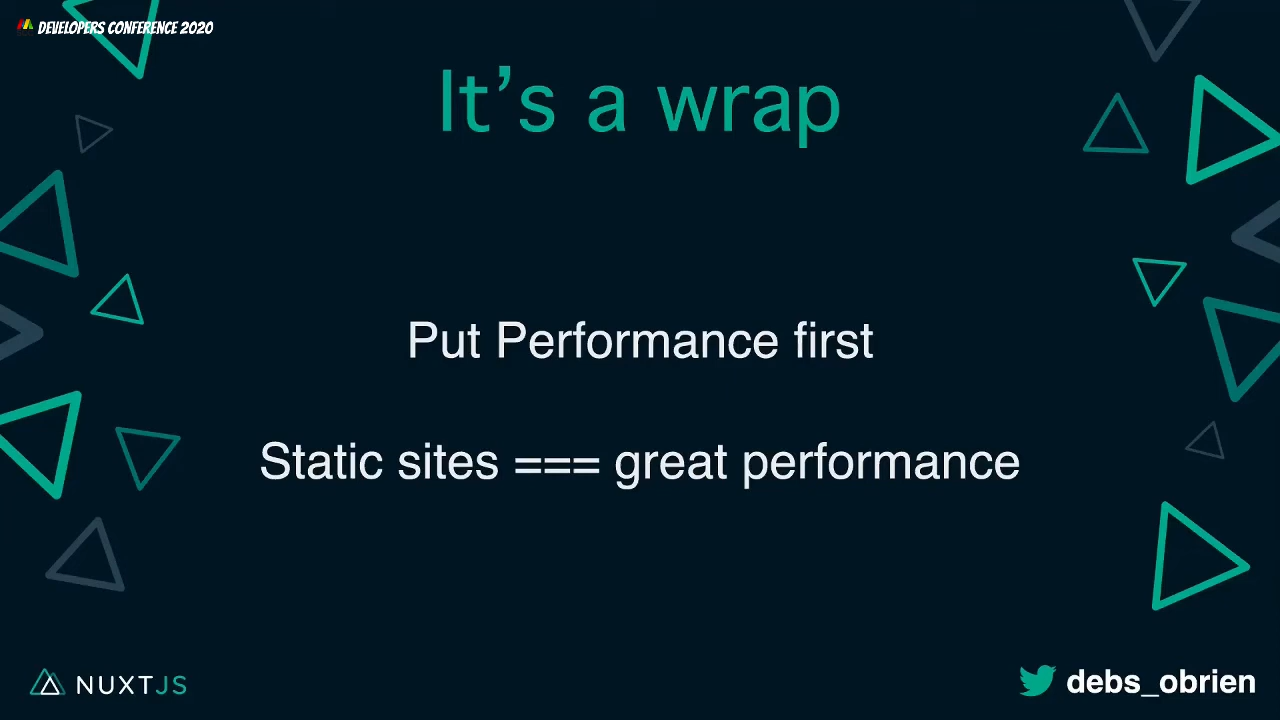 DEVELOPERS CONFERENCE 2020
It’s a wrap
Put Performance first
Static sites === great performance
NUXTJS
debs_obrien